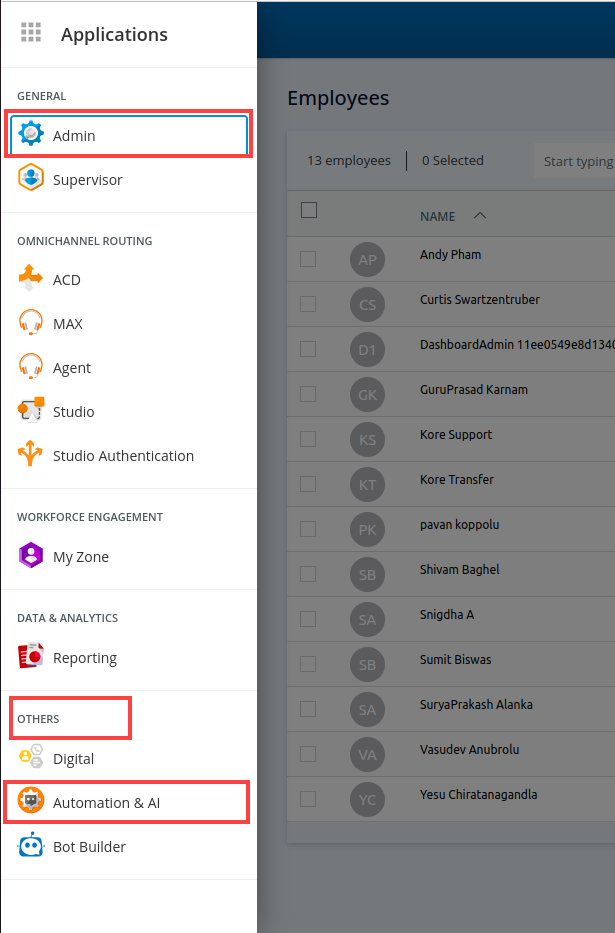 Applications
GENERAL
Admin
Supervisor
OMNICHANNEL ROUTING
ACD
MAX
Agent
Studio
Studio Authentication
WORKFORCE ENGAGEMENT
My Zone
DATA & ANALYTICS
Reporting
OTHERS
Digital
Automation & AI
Bot Builder
Employees
13 employees 0 Selected Start typing
NAME
AP Andy Pham
CS Curtis Swartzentruber
D1 DashboardAdmin 11ee0549e8d1340
GK GuruPrasad Karnam
KS Kore Support
KT Kore Transfer
PK pavan koppolu
SB Shivam Baghel
SA Snigdha A
SB Sumit Biswas
SA SuryaPrakash Alanka
VA Vasudev Anubrolu
YC Yesu Chiratanagandla